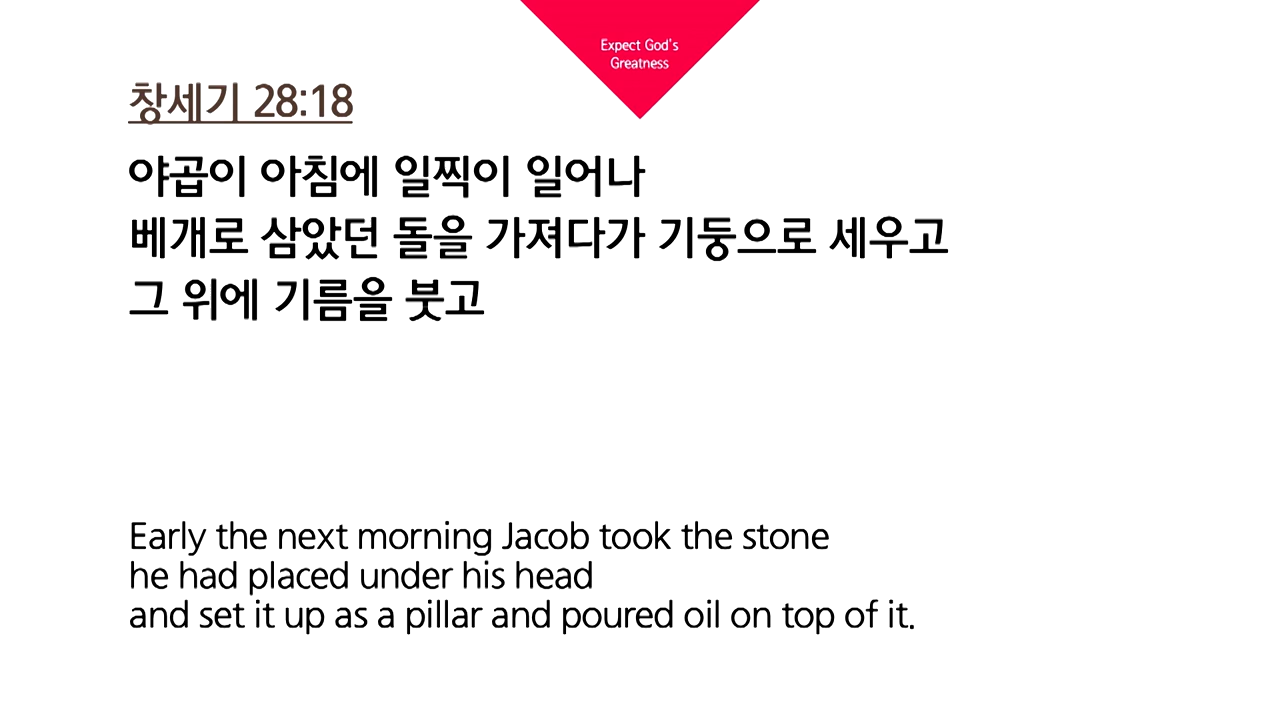 Expect God's
Greatness
창세기 28:18
야곱이 아침에 일찍이 일어나
베개로 삼았던 돌을 가져다가 기둥으로 세우고
그 위에 기름을 붓고
Early the next morning Jacob took the stone
he had placed under his head
and set it up as a pillar and poured oil on top of it.